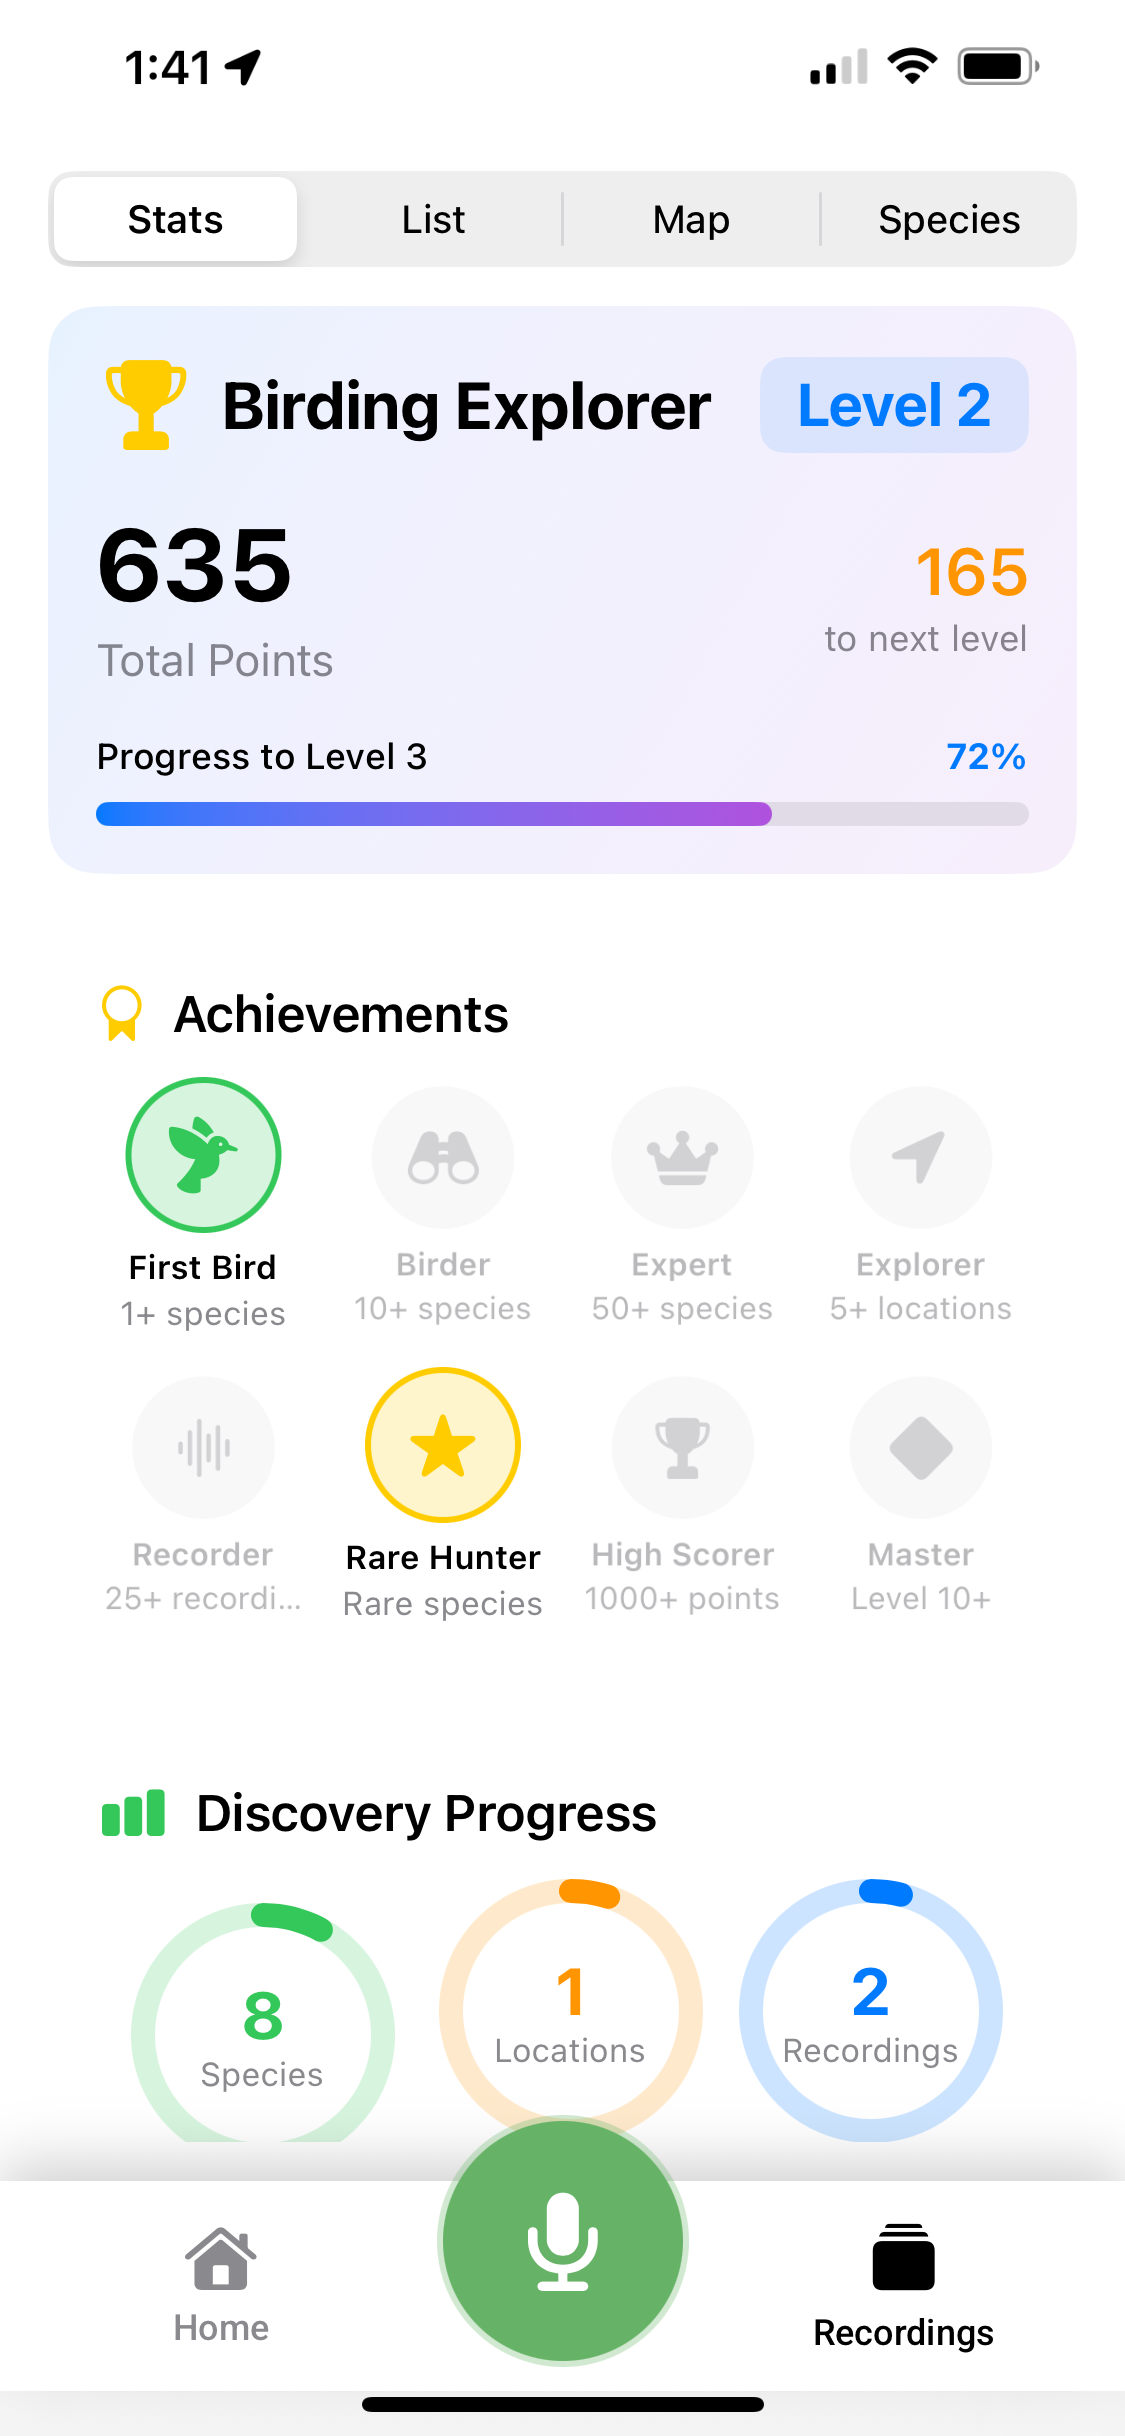 1:41
Stats
List
Map
Species
Birding Explorer
Level 2
635
Total Points
165
to next level
Progress to Level 3
72%
Achievements
First Bird
1+ species
Birder
10+ species
Expert
50+ species
Explorer
5+ locations
Recorder
25+ recordi...
Rare Hunter
Rare species
High Scorer
1000+ points
Master
Level 10+
Discovery Progress
8
Species
1
Locations
2
Recordings
Home
Recordings